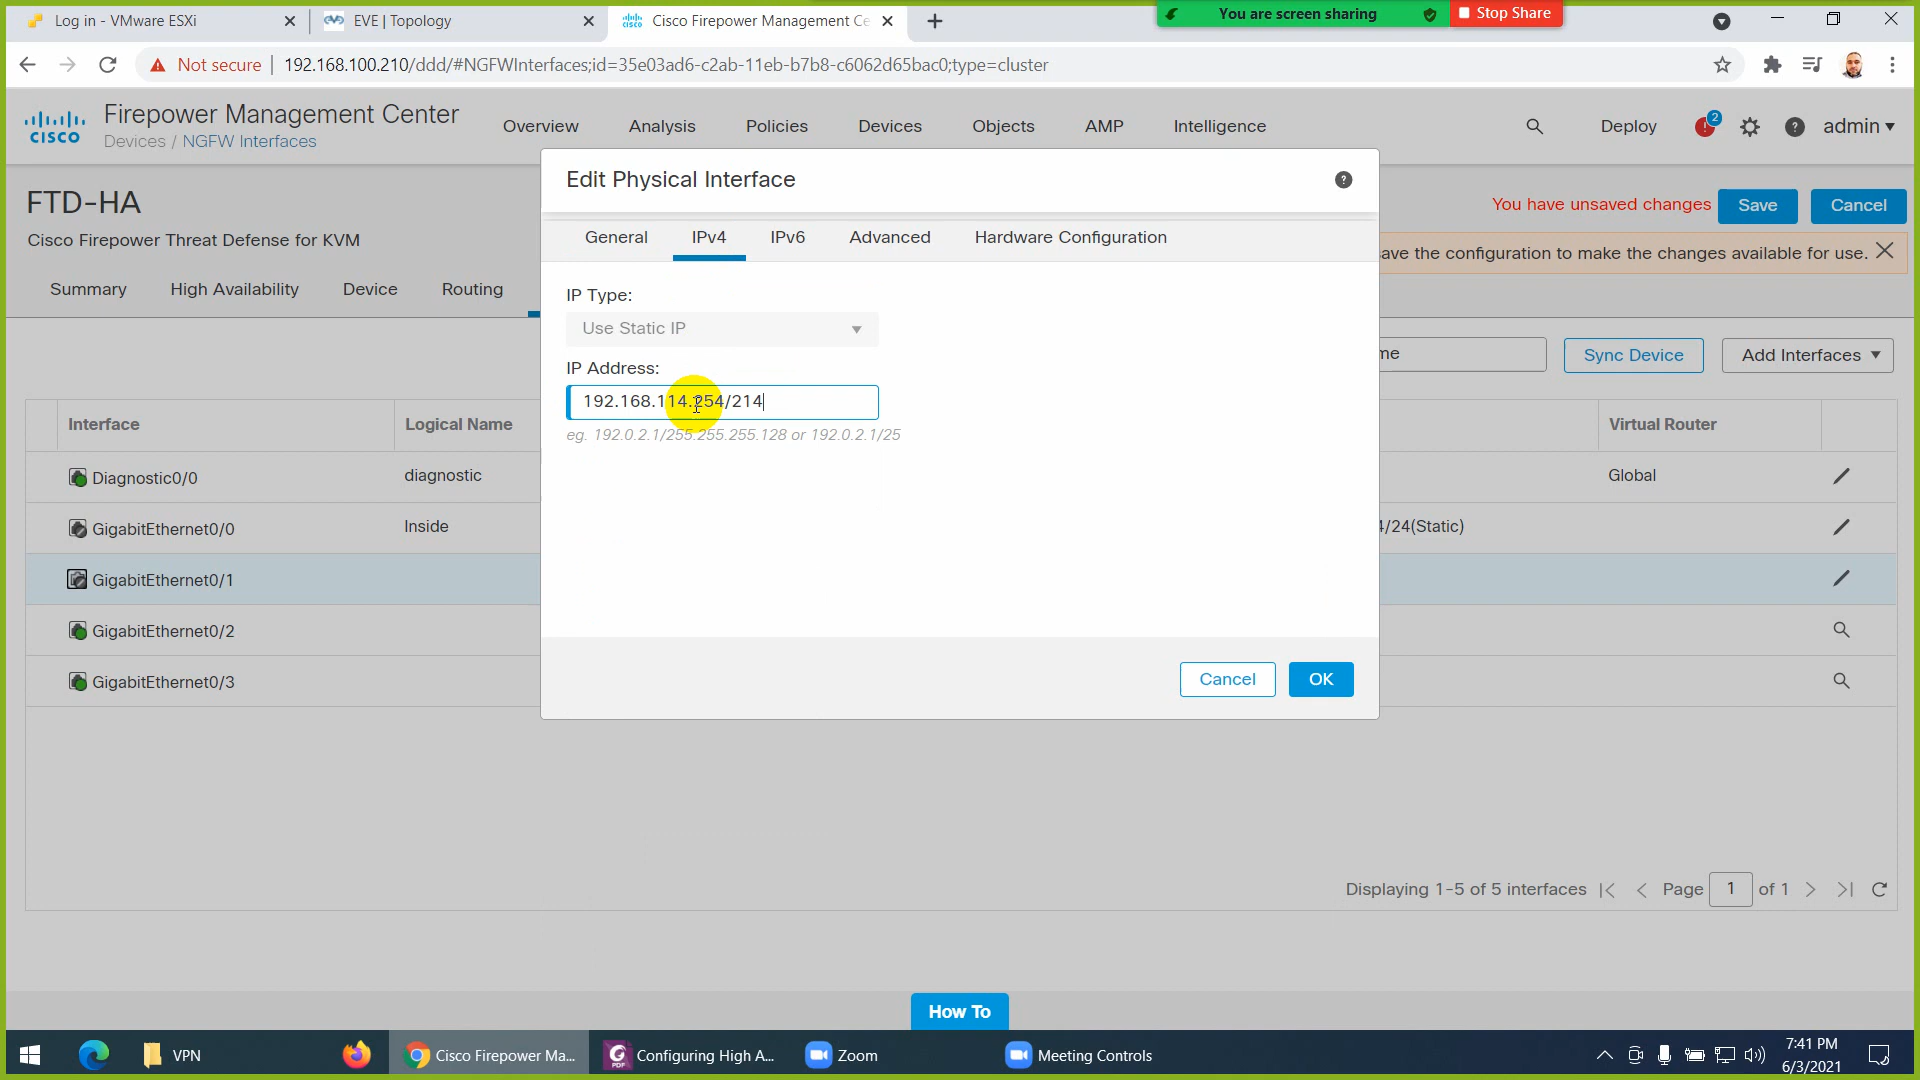 Log in - VMware ESXi
EVE | Topology
Cisco Firepower Management Ce
You are screen sharing
Stop Share
Not secure
192.168.100.210/ddd/#NGFWInterfaces;id=35e03ad6-c2ab-11eb-b7b8-c6062d65bac0;type=cluster
CISCO
Firepower Management Center
Devices / NGFW Interfaces
Overview
Analysis
Policies
Devices
Objects
AMP
Intelligence
Deploy
2
admin
FTD-HA
Cisco Firepower Threat Defense for KVM
You have unsaved changes
Save
Cancel
ave the configuration to make the changes available for use.
Summary
High Availability
Device
Routing
me
Sync Device
Add Interfaces
Edit Physical Interface
General
IPv4
IPv6
Advanced
Hardware Configuration
IP Type:
Use Static IP
IP Address:
192.168.114.254/214
eg. 192.0.2.1/255.255.255.128 or 192.0.2.1/25
Cancel
OK
Interface
Logical Name
Virtual Router
Diagnostic0/0
diagnostic
Global
GigabitEthernet0/0
Inside
4/24(Static)
GigabitEthernet0/1
GigabitEthernet0/2
GigabitEthernet0/3
Displaying 1-5 of 5 interfaces
Page
1
of 1
How To
VPN
Cisco Firepower Ma...
PDF
Configuring High A...
Zoom
Meeting Controls
7:41 PM
6/3/2021